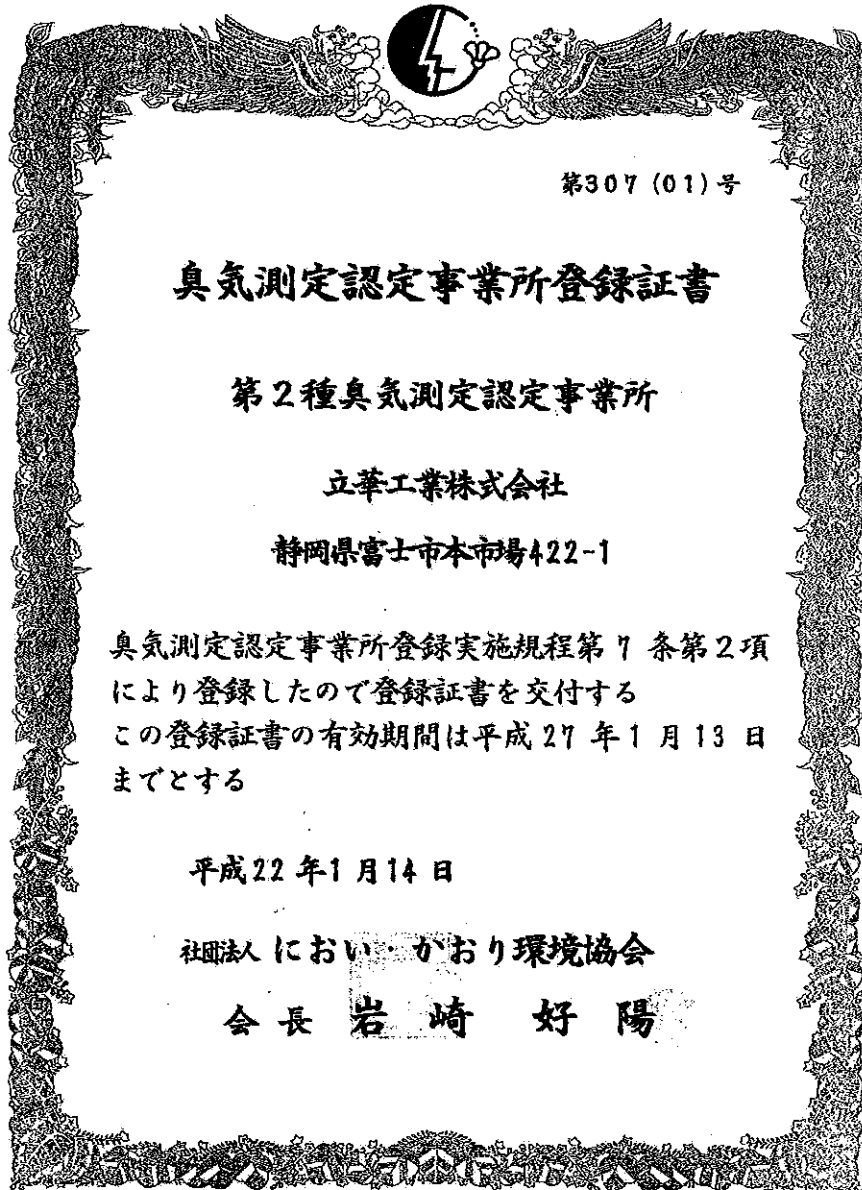 第307(01)号
臭気測定認定事業所登録証書
第2種臭気測定認定事業所
立華工業株式会社
静岡県富士市本市場422-1
臭気測定認定事業所登録実施規程第7条第2項
により登録したので登録証書を交付する
この登録証書の有効期間は平成27年1月13日
までとする
平成22年1月14日
社団法人 におい・かおり環境協会
会長 岩崎好陽